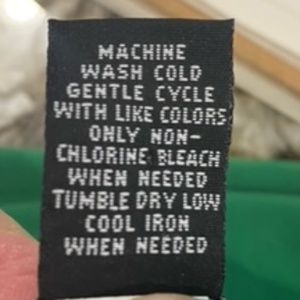 MACHINE
WASH COLD
GENTLE CYCLE
WITH LIKE COLORS
ONLY NON-
CHLORINE BLEACH
WHEN NEEDED
TUMBLE DRY LOW
COOL IRON
WHEN NEEDED